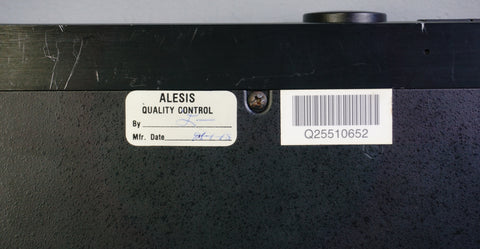 ALESIS
QUALITY CONTROL
By
Mfr. Date
Q25510652